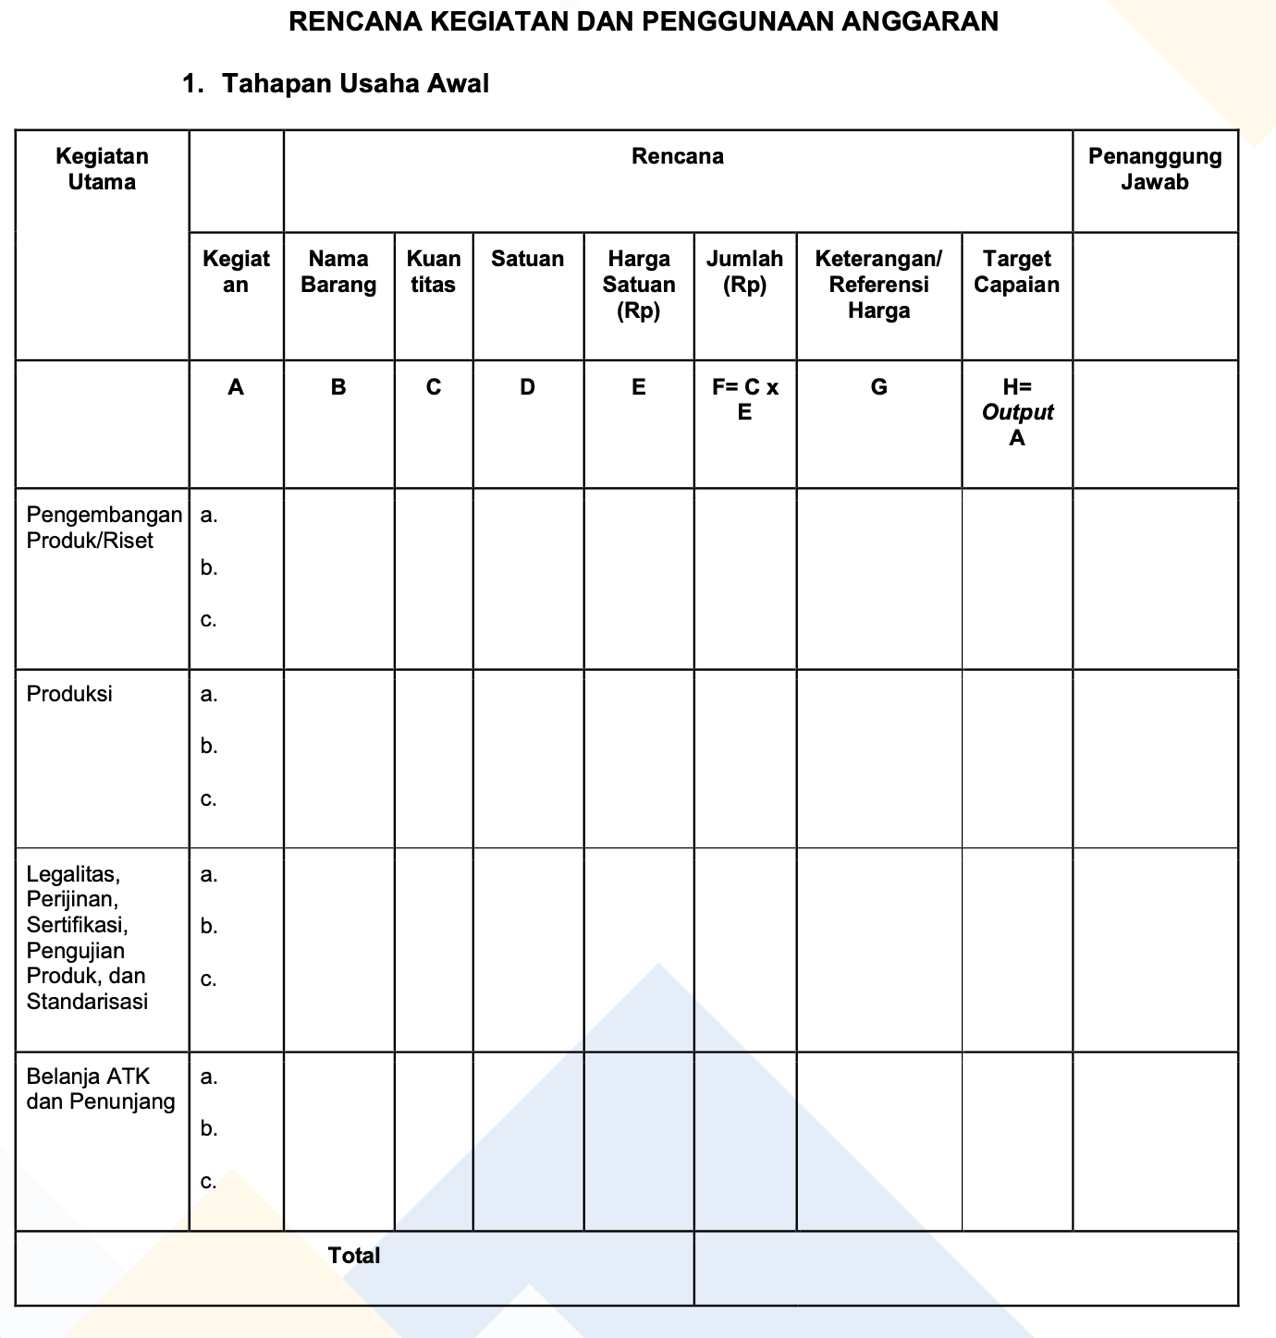 RENCANA KEGIATAN DAN PENGGUNAAN ANGGARAN
1. Tahapan Usaha Awal
Kegiatan
Utama
Rencana
Penanggung
Jawab
Kegiat
an
Nama
Barang
Kuan
titas
Satuan
Harga
Satuan
(Rp)
Jumlah
(Rp)
Keterangan/
Referensi
Harga
Target
Capaian
A
B
C
D
E
F= C x
E
G
H=
Output
A
Pengembangan
Produk/Riset
a.
b.
c.
Produksi
a.
b.
c.
Legalitas,
Perijinan,
Sertifikasi,
Pengujian
Produk, dan
Standarisasi
a.
b.
c.
Belanja ATK
dan Penunjang
a.
b.
c.
Total